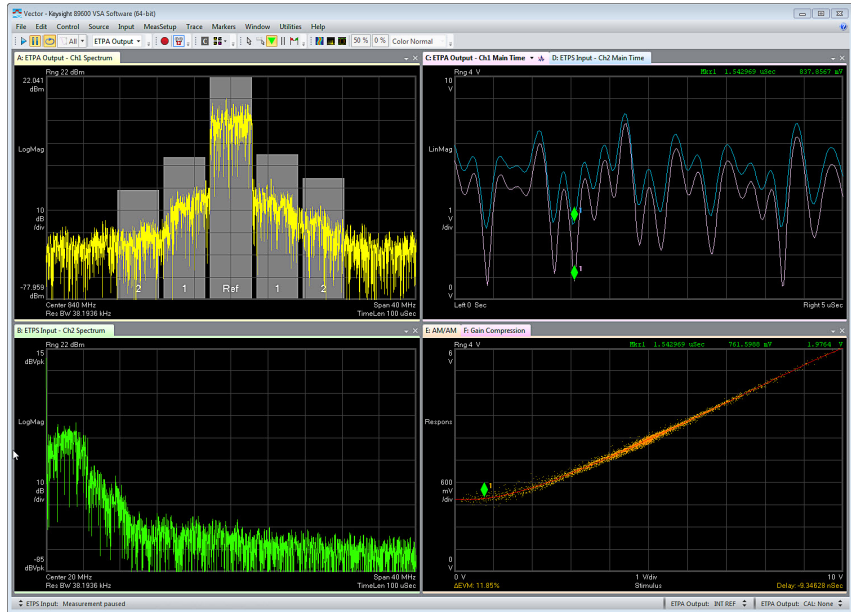 Vector - Keysight 89600 VSA Software (64-bit)
File Edit Control Source Input MeasSetup Trace Markers Window Utilities Help
All ETPA Output 50 % 0 % Color Normal
A: ETPA Output - Ch1 Spectrum
Rng 22 dBm
22.041
dBm
LogMag
10
dB
/div
-77.959
dBm
2 1 Ref 1 2
Center 840 MHz Span 40 MHz
Res BW 38.1936 kHz TimeLen 100 uSec
C: ETPA Output - Ch1 Main Time D: ETPS Input - Ch2 Main Time
Rng 4 V Mkr1 1.542969 uSec 837.8567 mV
10
V
LinMag
1
V
/div
0
V
1
1
Left 0 Sec Right 5 uSec
B: ETPS Input - Ch2 Spectrum
Rng 22 dBm
15
dBVpk
LogMag
10
dB
/div
-85
dBVpk
Center 20 MHz Span 40 MHz
Res BW 38.1936 kHz TimeLen 100 uSec
E: AM/AM F: Gain Compression
Rng 4 V Mkr1 1.542969 uSec 761.5988 mV 1.9764 V
6
V
Respons
600
mV
/div
0
V
1
0 V 1 V/div 10 V
ΔEVM: 11.85% Stimulus Delay: -9.34628 nSec
ETPS Input: Measurement paused ETPA Output: INT REF ETPA Output: CAL: None